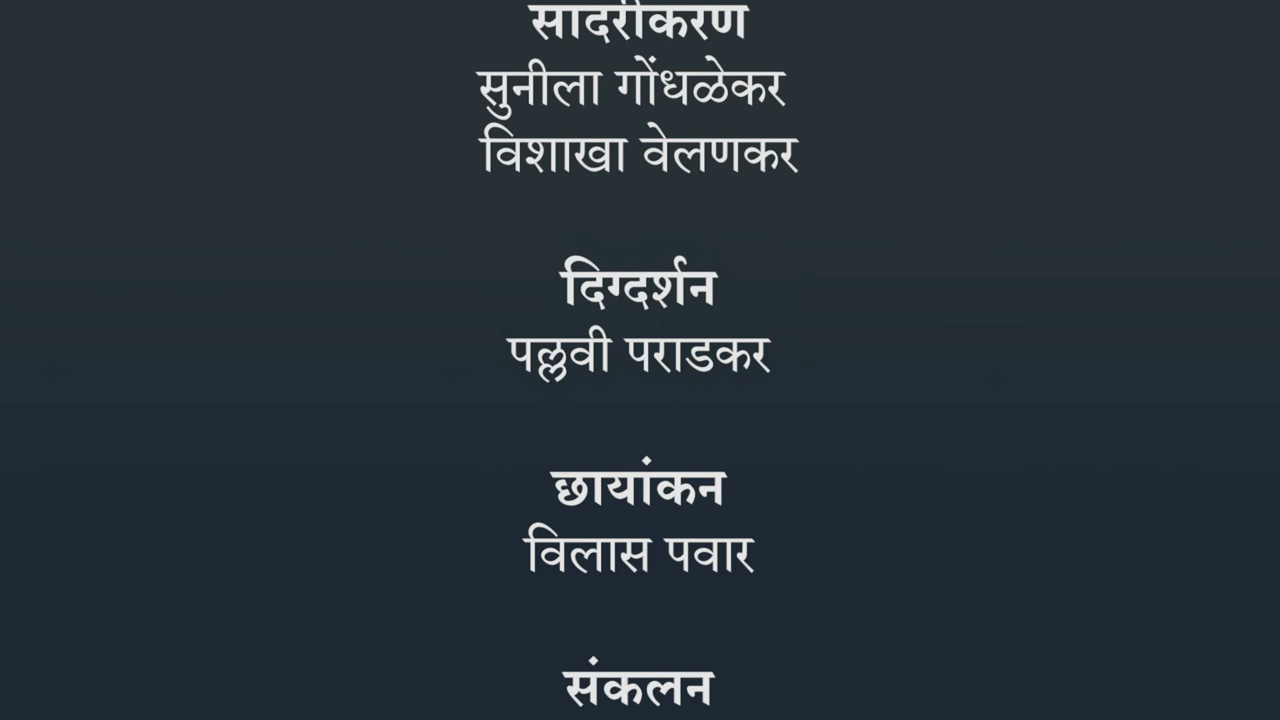 सादरीकरण
सुनीला गोंधळेकर
विशाखा वेलणकर
दिग्दर्शन
पल्लवी पराडकर
छायांकन
विलास पवार
संकलन